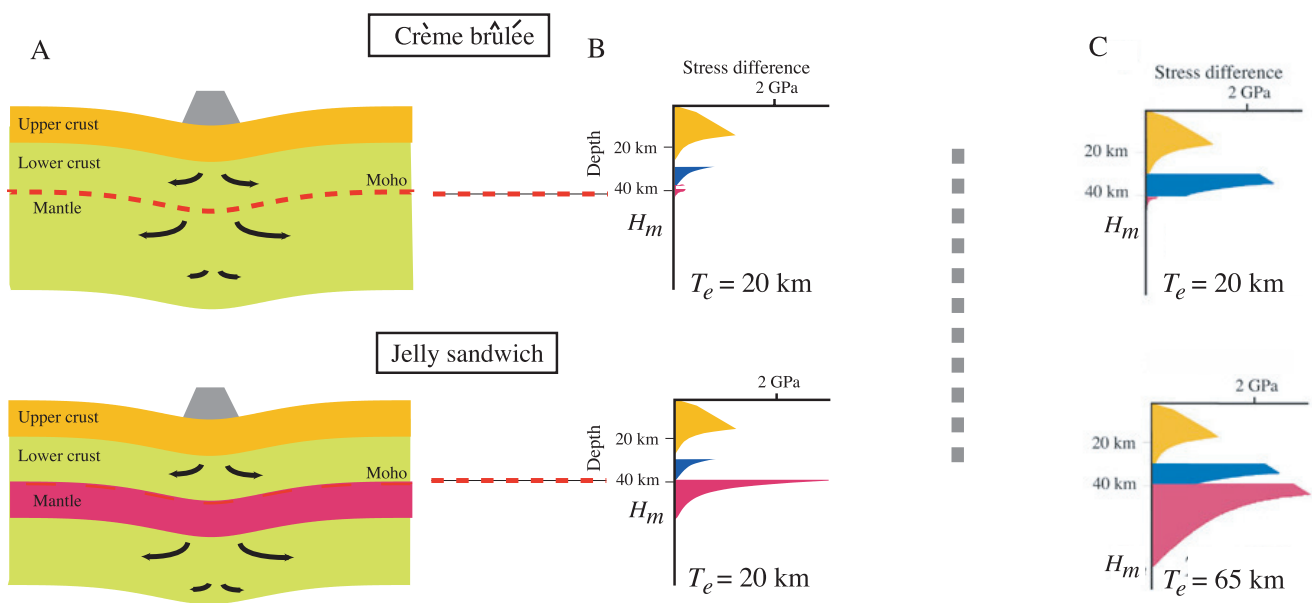 Crème brûlée
A
B
C
Stress difference
2 GPa
Upper crust
Lower crust
Moho
Mantle
Depth
20 km
40 km
Hm
Te = 20 km
Stress difference
2 GPa
20 km
40 km
Hm
Te = 20 km
Jelly sandwich
Upper crust
Lower crust
Moho
Mantle
2 GPa
Depth
20 km
40 km
Hm
Te = 20 km
2 GPa
20 km
40 km
Hm
Te = 65 km